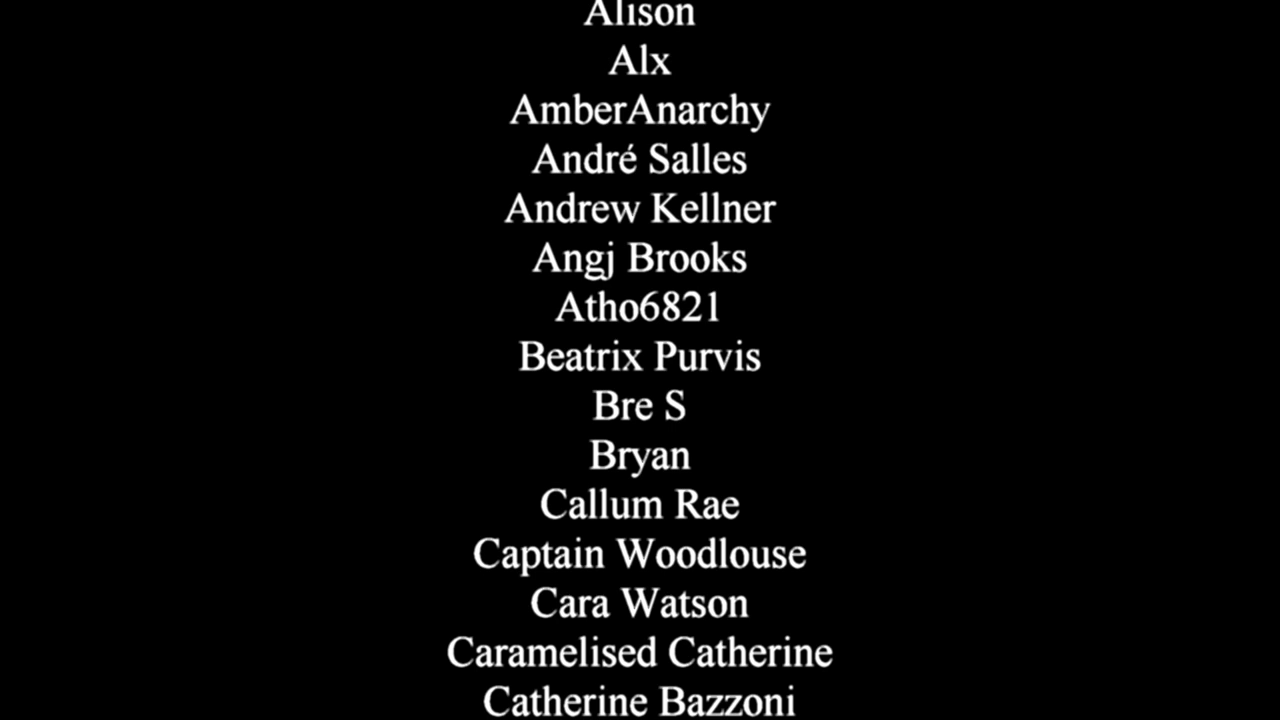 Alison
Alx
AmberAnarchy
André Salles
Andrew Kellner
Angj Brooks
Atho6821
Beatrix Purvis
Bre S
Bryan
Callum Rae
Captain Woodlouse
Cara Watson
Caramelised Catherine
Catherine Bazzoni